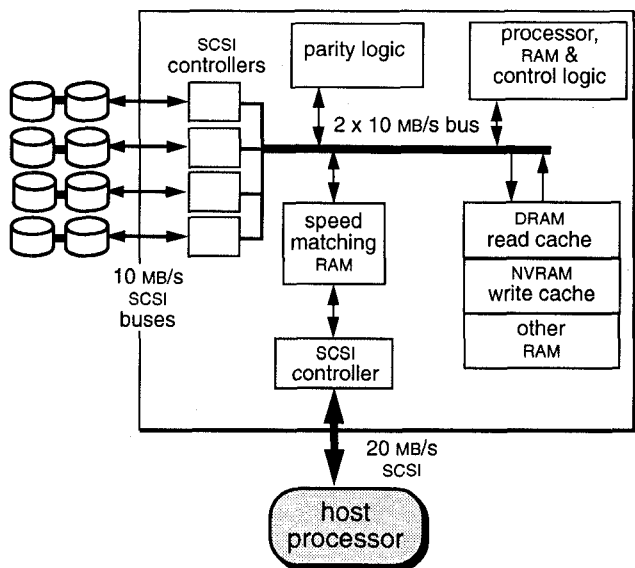 SCSI
controllers
parity logic
processor,
RAM &
control logic
2 x 10 MB/s bus
speed
matching
RAM
DRAM
read cache
NVRAM
write cache
other
RAM
10 MB/s
SCSI
buses
SCSI
controller
20 MB/s
SCSI
host
processor